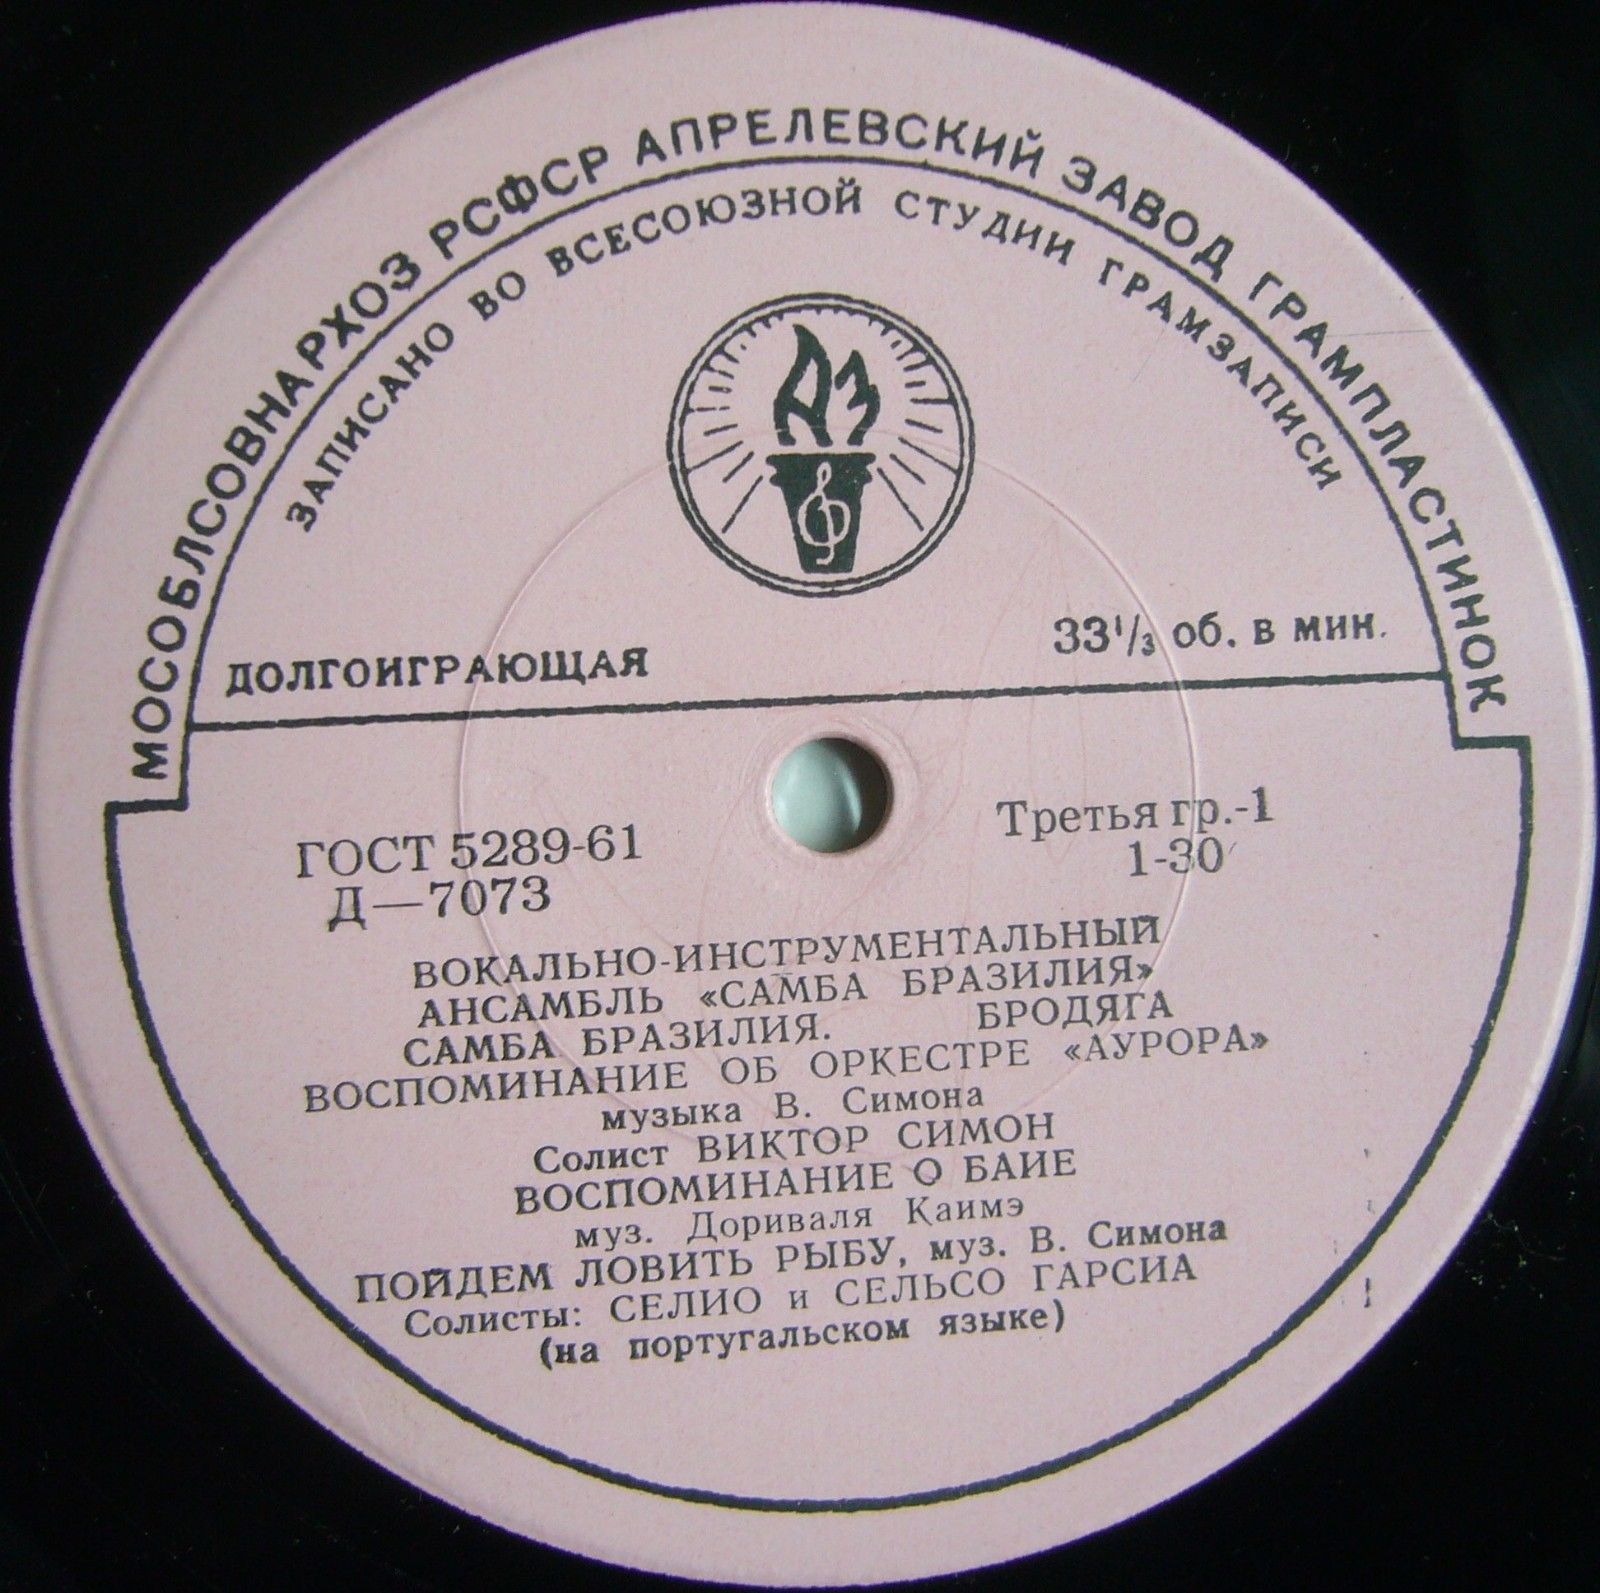 МОСОБЛСОВНАРХОЗ РСФСР АПРЕЛЕВСКИЙ ЗАВОД ГРАМПЛАСТИНОК
ЗАПИСАНО ВО ВСЕСОЮЗНОЙ СТУДИИ ГРАМЗАПИСИ
АЗ
ДОЛГОИГРАЮЩАЯ 33 1/3 об. в мин.
ГОСТ 5289-61 Третья гр.-1
Д—7073 1-30
ВОКАЛЬНО-ИНСТРУМЕНТАЛЬНЫЙ
АНСАМБЛЬ «САМБА БРАЗИЛИЯ»
САМБА БРАЗИЛИЯ. БРОДЯГА
ВОСПОМИНАНИЕ ОБ ОРКЕСТРЕ «АУРОРА»
музыка В. Симона
Солист ВИКТОР СИМОН
ВОСПОМИНАНИЕ О БАИЕ
муз. Дориваля Каимэ
ПОЙДЕМ ЛОВИТЬ РЫБУ, муз. В. Симона
Солисты: СЕЛИО и СЕЛЬСО ГАРСИА
(на португальском языке)